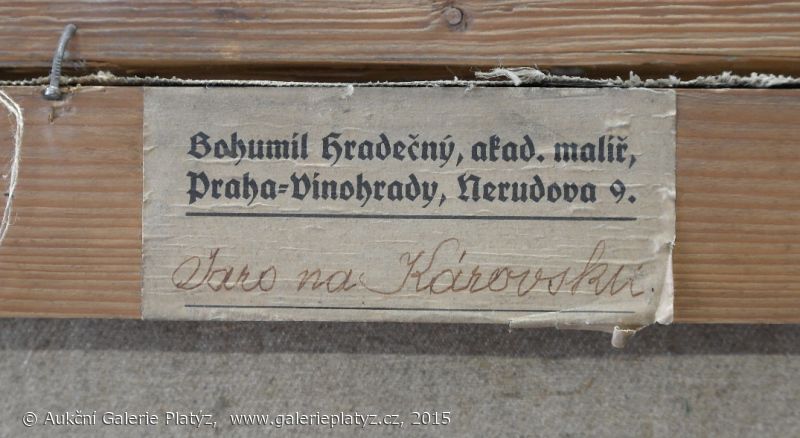 Bohumil Hradečný, akad. malíř,
Praha=Vinohrady, Nerudova 9.
Jaro na Károvsku.
© Aukční Galerie Platýz, www.galerieplatyz.cz, 2015